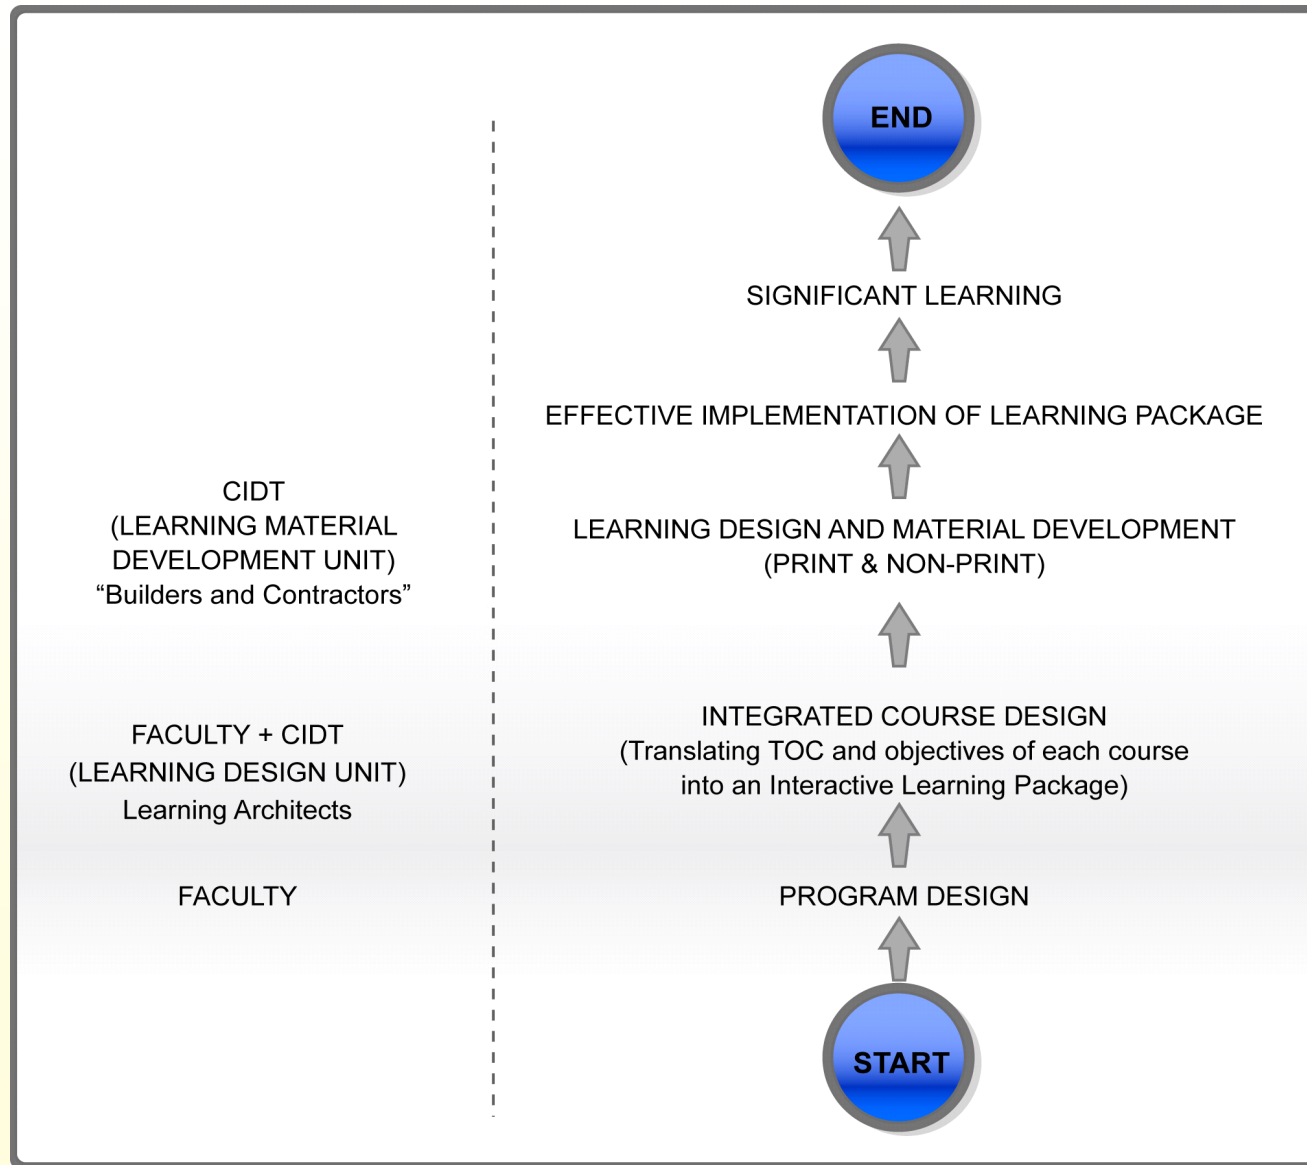 END
SIGNIFICANT LEARNING
EFFECTIVE IMPLEMENTATION OF LEARNING PACKAGE
CIDT
(LEARNING MATERIAL
DEVELOPMENT UNIT)
“Builders and Contractors”
LEARNING DESIGN AND MATERIAL DEVELOPMENT
(PRINT & NON-PRINT)
FACULTY + CIDT
(LEARNING DESIGN UNIT)
Learning Architects
INTEGRATED COURSE DESIGN
(Translating TOC and objectives of each course
into an Interactive Learning Package)
FACULTY
PROGRAM DESIGN
START